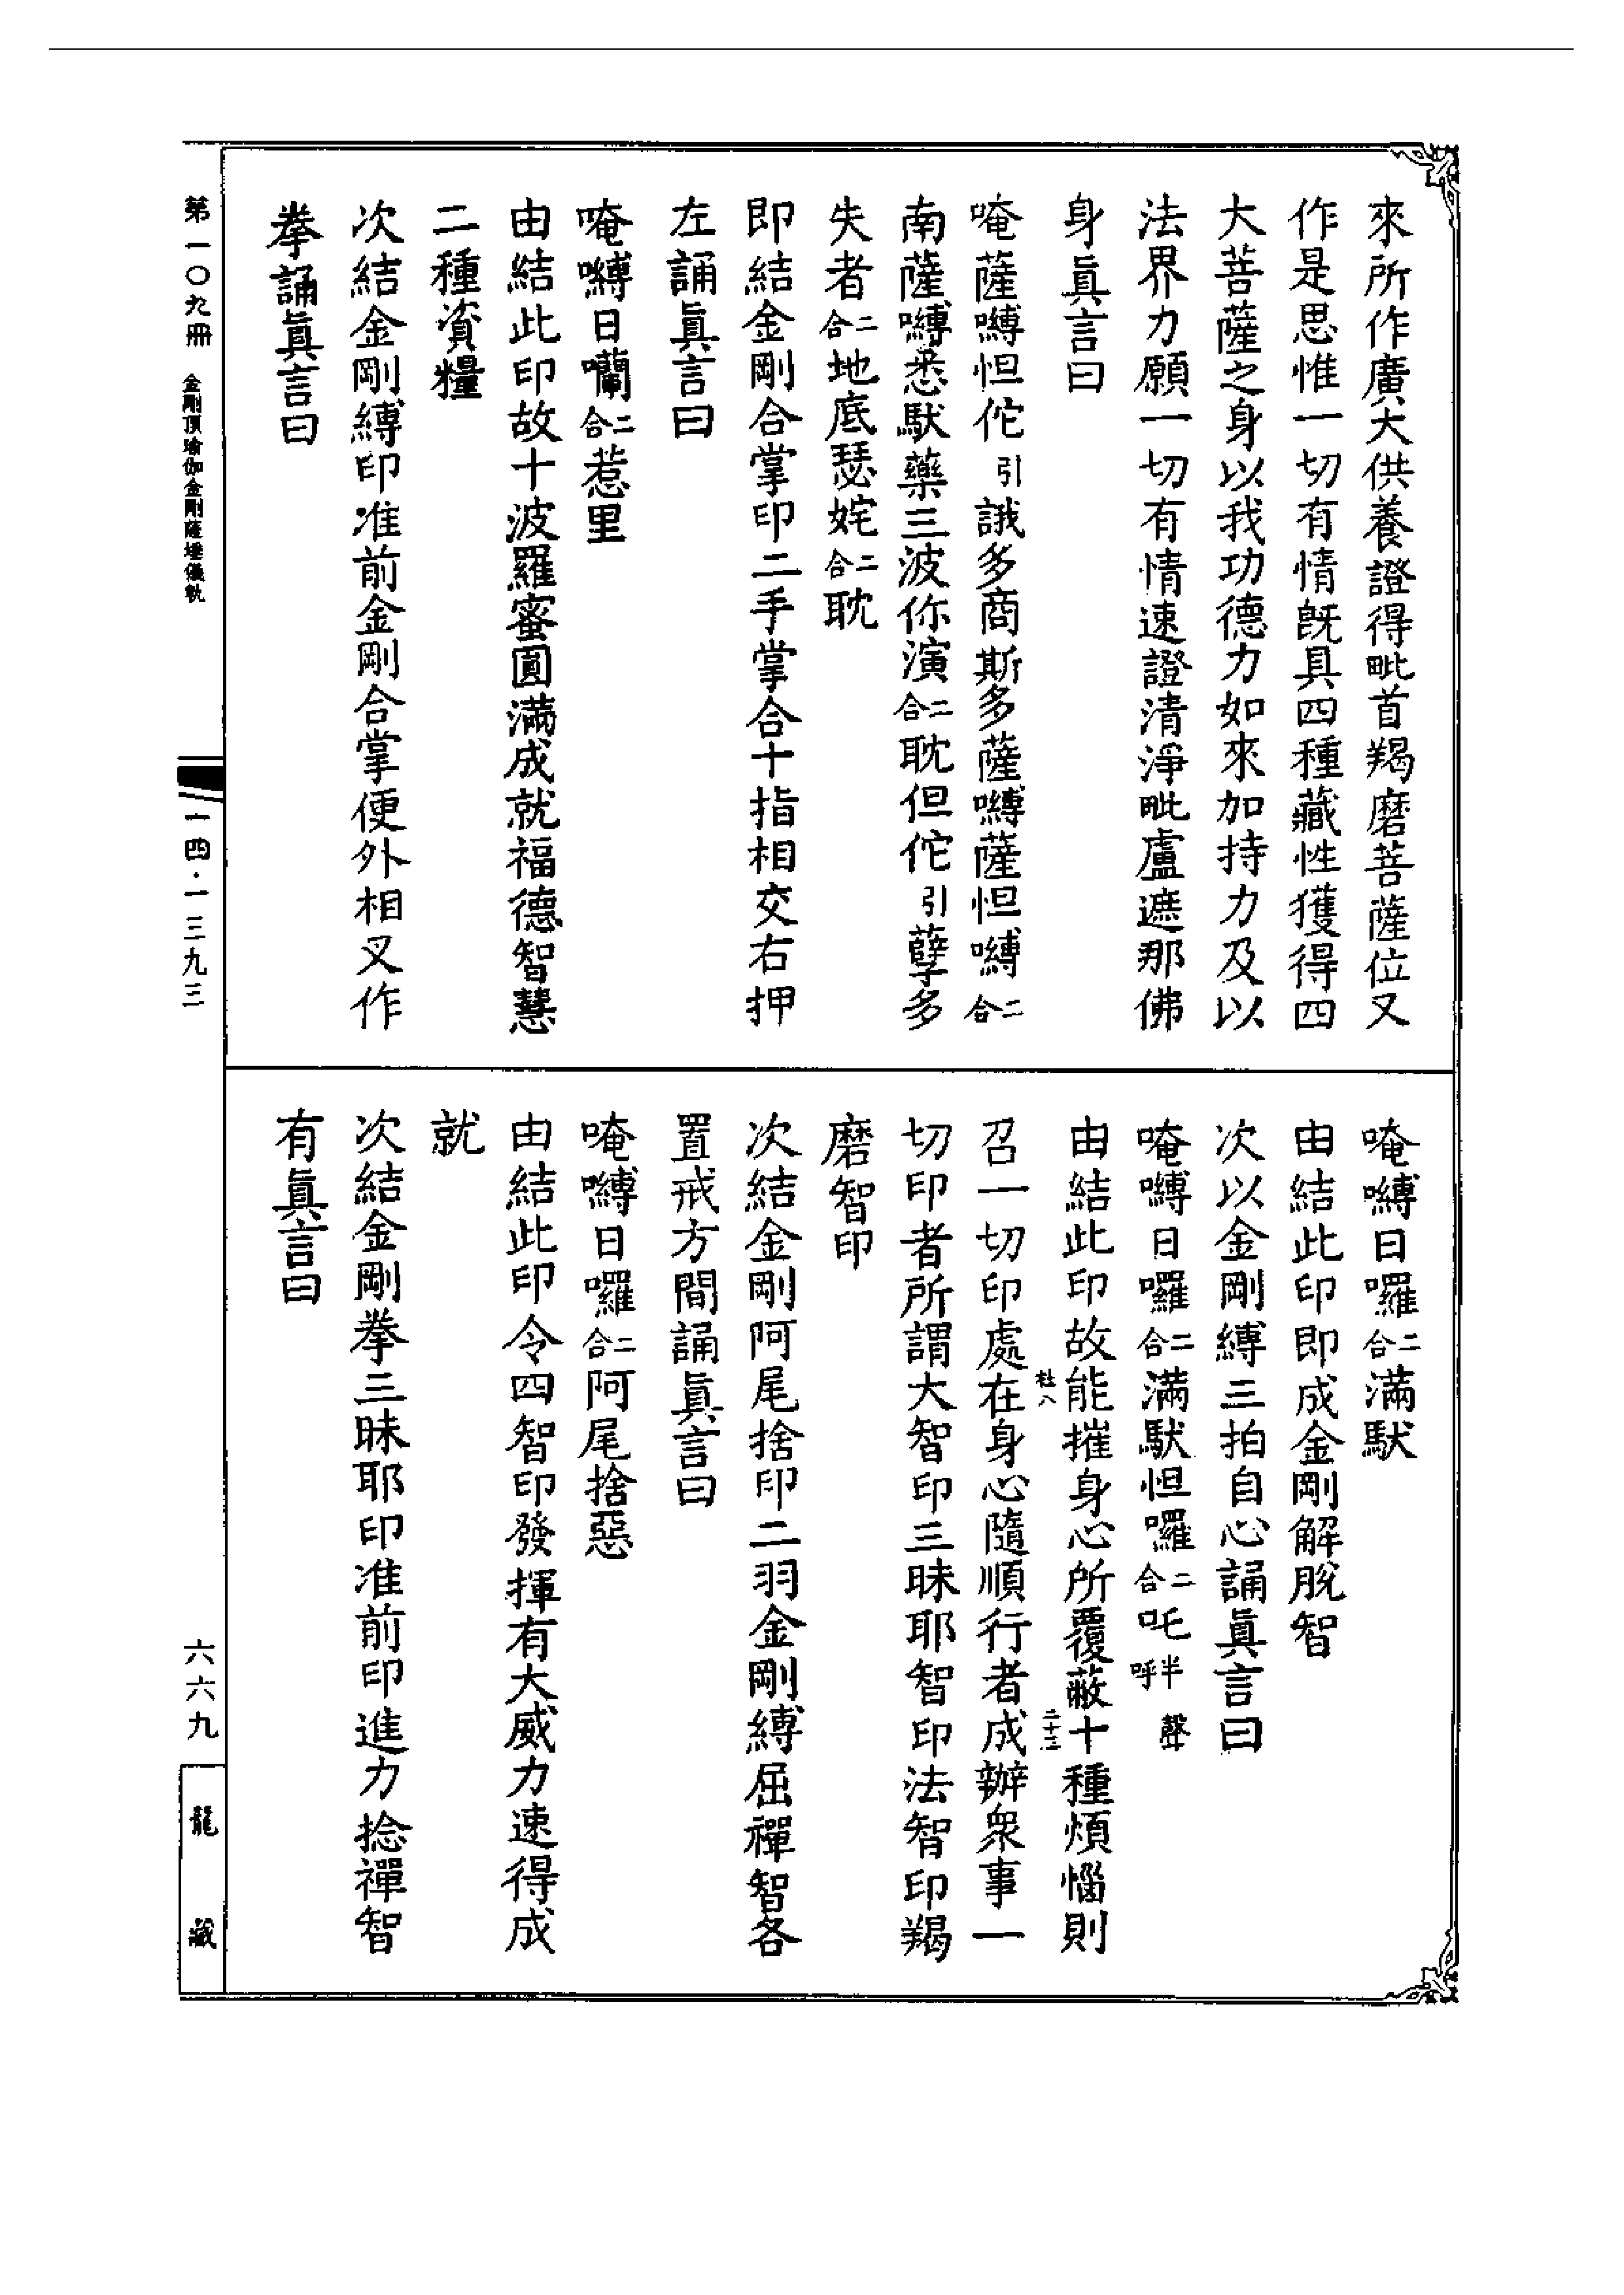 來所作廣大供養證得毗首羯磨菩薩位又
作是思惟一切有情旣具四種藏性獲得四
大菩薩之身以我功德力如來加持力及以
法界力願一切有情速證清淨毗盧遮那佛
身眞言曰
唵薩嚩怛佗引誐多商斯多薩嚩薩怛嚩二合
南薩嚩悉馱藥三波你演二合耽但佗引孽多
失者二合地底瑟姹二合耽
即結金剛合掌印二手掌合十指相交右押
左誦眞言曰
唵嚩日囒二合惹里
由結此印故十波羅蜜圓滿成就福德智慧
二種資糧
次結金剛縛印准前金剛合掌便外相叉作
拳誦眞言曰
唵嚩日囉二合滿馱
由結此印即成金剛解脫智
次以金剛縛三拍自心誦眞言曰
唵嚩日囉二合滿馱怛囉二合吒半呼聲
由結此印故能摧身心所覆蔽十種煩惱則
杜八 二十三
召一切印處在身心隨順行者成辦衆事一
切印者所謂大智印三昧耶智印法智印羯
磨智印
次結金剛阿尾捨印二羽金剛縛屈禪智各
置戒方間誦眞言曰
唵嚩日囉二合阿尾捨惡
由結此印令四智印發揮有大威力速得成
就
次結金剛拳三昧耶印准前印進力捻禪智
有眞言曰
第一〇九冊 金剛頂瑜伽金剛薩埵儀軌
一四·一三九三
六六九
龍藏